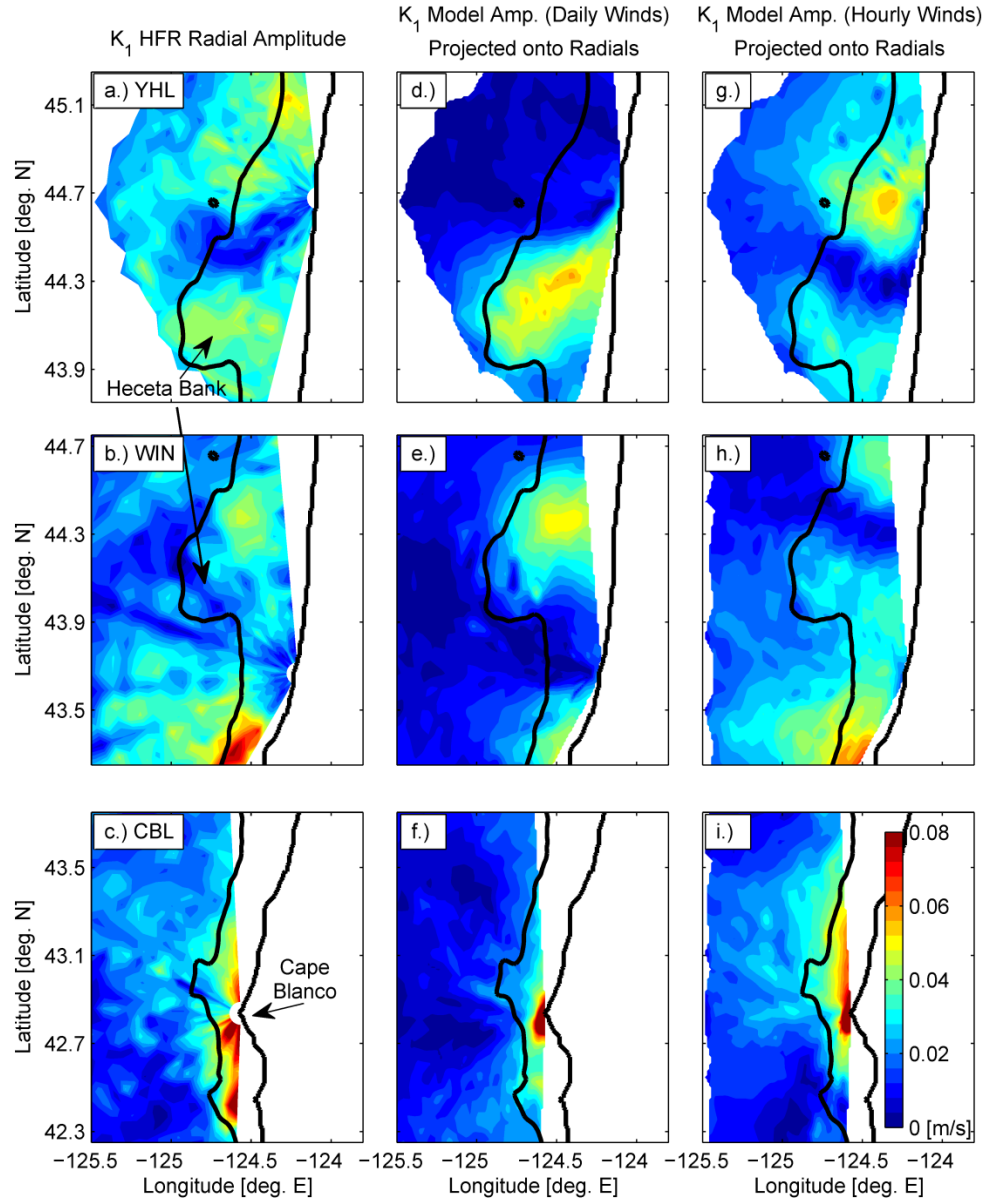 K1 HFR Radial Amplitude
K1 Model Amp. (Daily Winds)
Projected onto Radials
K1 Model Amp. (Hourly Winds)
Projected onto Radials
a.) YHL
d.)
g.)
45.1
44.7
44.3
43.9
Latitude [deg. N]
Heceta Bank
b.) WIN
e.)
h.)
44.7
44.3
43.9
43.5
Latitude [deg. N]
c.) CBL
f.)
i.)
43.5
43.1
42.7
42.3
Latitude [deg. N]
Cape
Blanco
0.08
0.06
0.04
0.02
0 [m/s]
−125.5 −125 −124.5 −124
−125.5 −125 −124.5 −124
−125.5 −125 −124.5 −124
Longitude [deg. E]
Longitude [deg. E]
Longitude [deg. E]